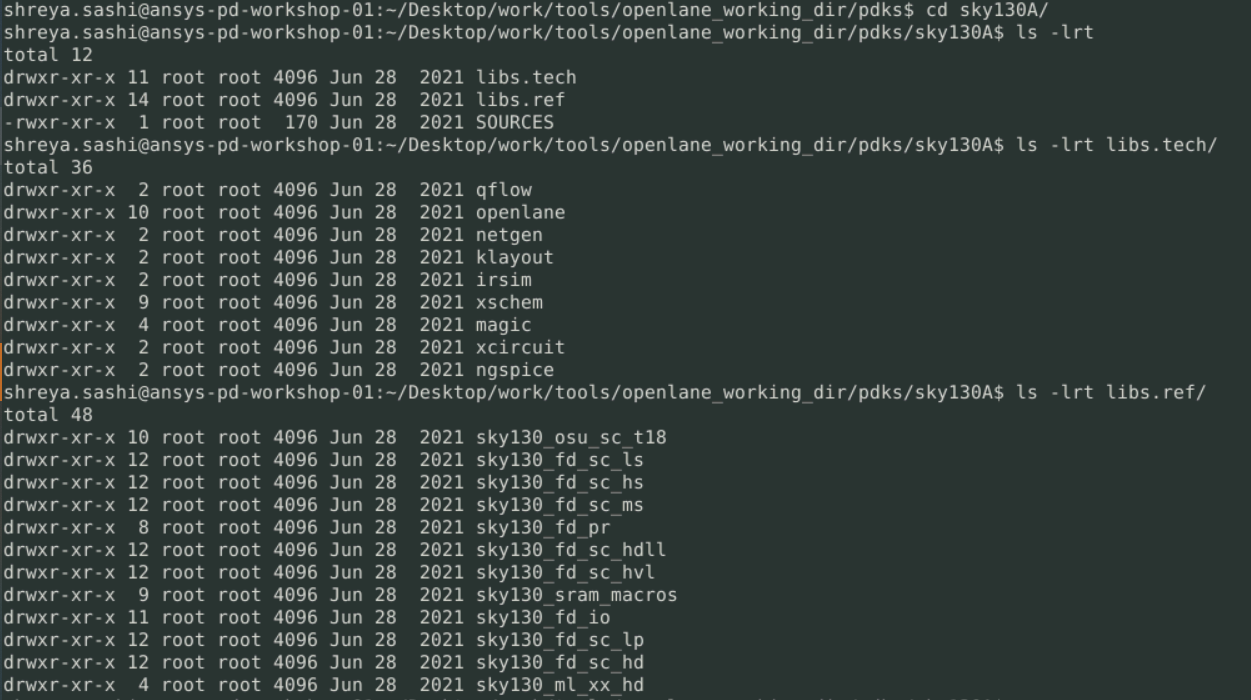 shreya.sashi@ansys-pd-workshop-01:~/Desktop/work/tools/openlane_working_dir/pdks$ cd sky130A/
shreya.sashi@ansys-pd-workshop-01:~/Desktop/work/tools/openlane_working_dir/pdks/sky130A$ ls -lrt
total 12
drwxr-xr-x 11 root root 4096 Jun 28  2021 libs.tech
drwxr-xr-x 14 root root 4096 Jun 28  2021 libs.ref
-rwxr-xr-x  1 root root  170 Jun 28  2021 SOURCES
shreya.sashi@ansys-pd-workshop-01:~/Desktop/work/tools/openlane_working_dir/pdks/sky130A$ ls -lrt libs.tech/
total 36
drwxr-xr-x  2 root root 4096 Jun 28  2021 qflow
drwxr-xr-x 10 root root 4096 Jun 28  2021 openlane
drwxr-xr-x  2 root root 4096 Jun 28  2021 netgen
drwxr-xr-x  2 root root 4096 Jun 28  2021 klayout
drwxr-xr-x  2 root root 4096 Jun 28  2021 irsim
drwxr-xr-x  9 root root 4096 Jun 28  2021 xschem
drwxr-xr-x  4 root root 4096 Jun 28  2021 magic
drwxr-xr-x  2 root root 4096 Jun 28  2021 xcircuit
drwxr-xr-x  2 root root 4096 Jun 28  2021 ngspice
shreya.sashi@ansys-pd-workshop-01:~/Desktop/work/tools/openlane_working_dir/pdks/sky130A$ ls -lrt libs.ref/
total 48
drwxr-xr-x 10 root root 4096 Jun 28  2021 sky130_osu_sc_t18
drwxr-xr-x 12 root root 4096 Jun 28  2021 sky130_fd_sc_ls
drwxr-xr-x 12 root root 4096 Jun 28  2021 sky130_fd_sc_hs
drwxr-xr-x 12 root root 4096 Jun 28  2021 sky130_fd_sc_ms
drwxr-xr-x  8 root root 4096 Jun 28  2021 sky130_fd_pr
drwxr-xr-x 12 root root 4096 Jun 28  2021 sky130_fd_sc_hdll
drwxr-xr-x 12 root root 4096 Jun 28  2021 sky130_fd_sc_hvl
drwxr-xr-x  9 root root 4096 Jun 28  2021 sky130_sram_macros
drwxr-xr-x 11 root root 4096 Jun 28  2021 sky130_fd_io
drwxr-xr-x 12 root root 4096 Jun 28  2021 sky130_fd_sc_lp
drwxr-xr-x 12 root root 4096 Jun 28  2021 sky130_fd_sc_hd
drwxr-xr-x  4 root root 4096 Jun 28  2021 sky130_ml_xx_hd